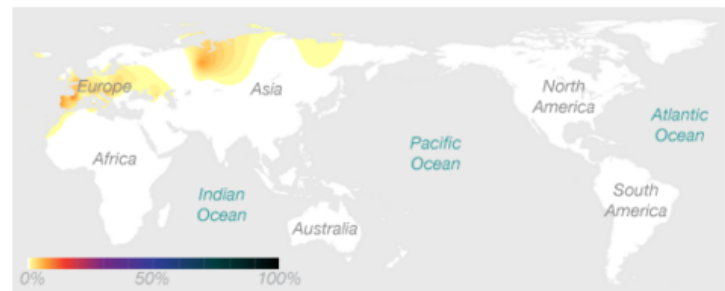 Europe
Asia
North
America
Atlantic
Ocean
Pacific
Ocean
Africa
Indian
Ocean
South
America
Australia
0%
50%
100%